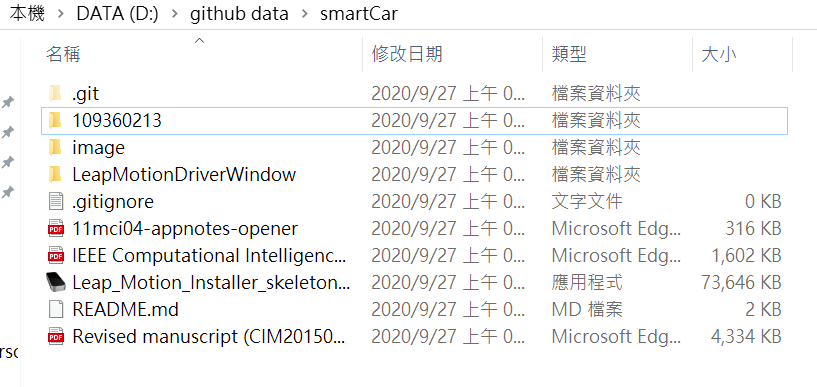 本機 > DATA (D:) > github data > smartCar
名稱 修改日期 類型 大小
.git 2020/9/27 上午 0... 檔案資料夾
109360213 2020/9/27 上午 0... 檔案資料夾
image 2020/9/27 上午 0... 檔案資料夾
LeapMotionDriverWindow 2020/9/27 上午 0... 檔案資料夾
.gitignore 2020/9/27 上午 0... 文字文件 0 KB
11mci04-appnotes-opener 2020/9/27 上午 0... Microsoft Edg... 316 KB
IEEE Computational Intelligenc... 2020/9/27 上午 0... Microsoft Edg... 1,602 KB
Leap_Motion_Installer_skeleton... 2020/9/27 上午 0... 應用程式 73,646 KB
README.md 2020/9/27 上午 0... MD 檔案 2 KB
Revised manuscript (CIM20150... 2020/9/27 上午 0... Microsoft Edg... 4,334 KB